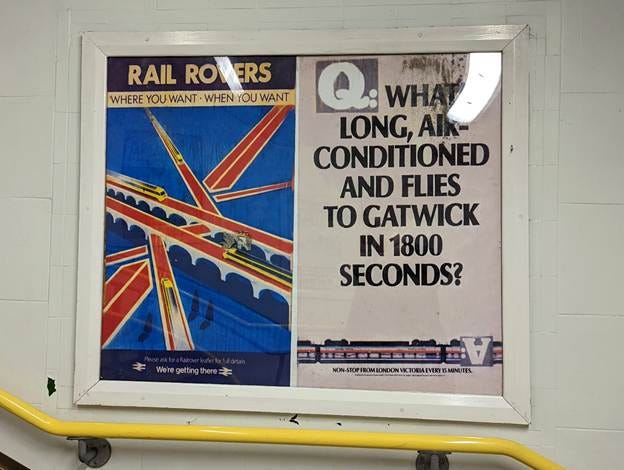 RAIL ROVERS
WHERE YOU WANT · WHEN YOU WANT
Please ask for a Railrover leaflet for full details
We're getting there
Q: WHAT'S
LONG, AIR-
CONDITIONED
AND FLIES
TO GATWICK
IN 1800
SECONDS?
A
NON-STOP FROM LONDON VICTORIA EVERY 15 MINUTES.